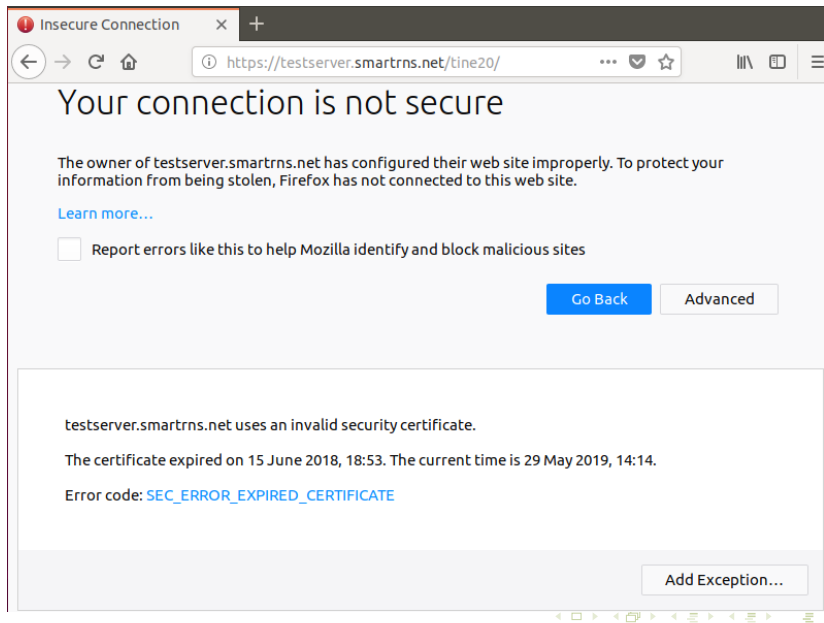 Insecure Connection
https://testserver.smartrns.net/tine20/
Your connection is not secure
The owner of testserver.smartrns.net has configured their web site improperly. To protect your
information from being stolen, Firefox has not connected to this web site.
Learn more…
Report errors like this to help Mozilla identify and block malicious sites
Go Back
Advanced
testserver.smartrns.net uses an invalid security certificate.
The certificate expired on 15 June 2018, 18:53. The current time is 29 May 2019, 14:14.
Error code: SEC_ERROR_EXPIRED_CERTIFICATE
Add Exception…